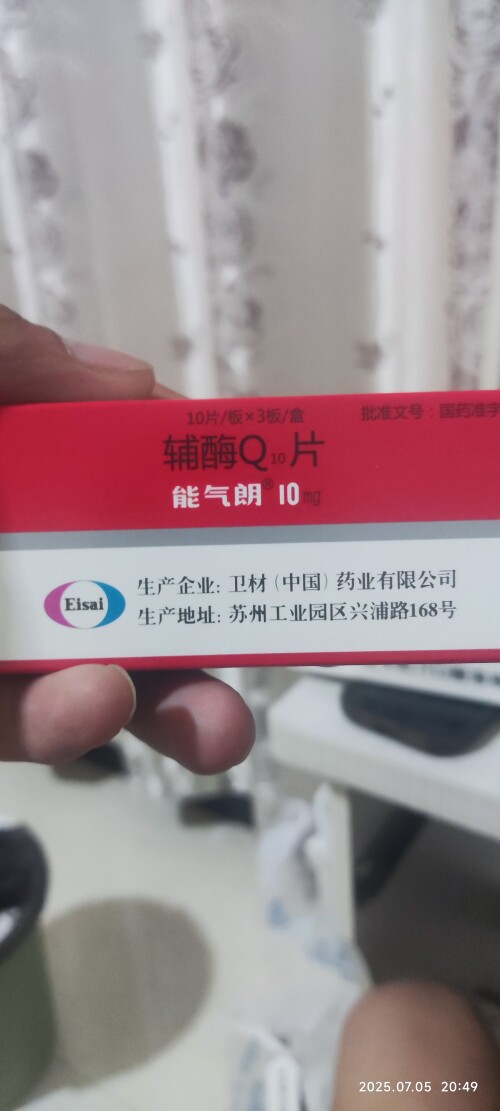 10片/板×3板/盒
批准文号：国药准字
辅酶Q10片
能气朗® 10mg
Eisai
生产企业: 卫材（中国）药业有限公司
生产地址: 苏州工业园区兴浦路168号
2025.07.05 20:49